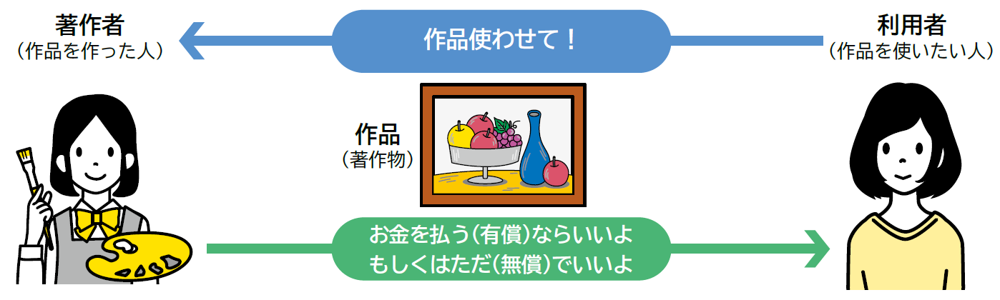 著作者
（作品を作った人）
作品使わせて！
利用者
（作品を使いたい人）
作品
（著作物）
お金を払う（有償）ならいいよ
もしくはただ（無償）でいいよ